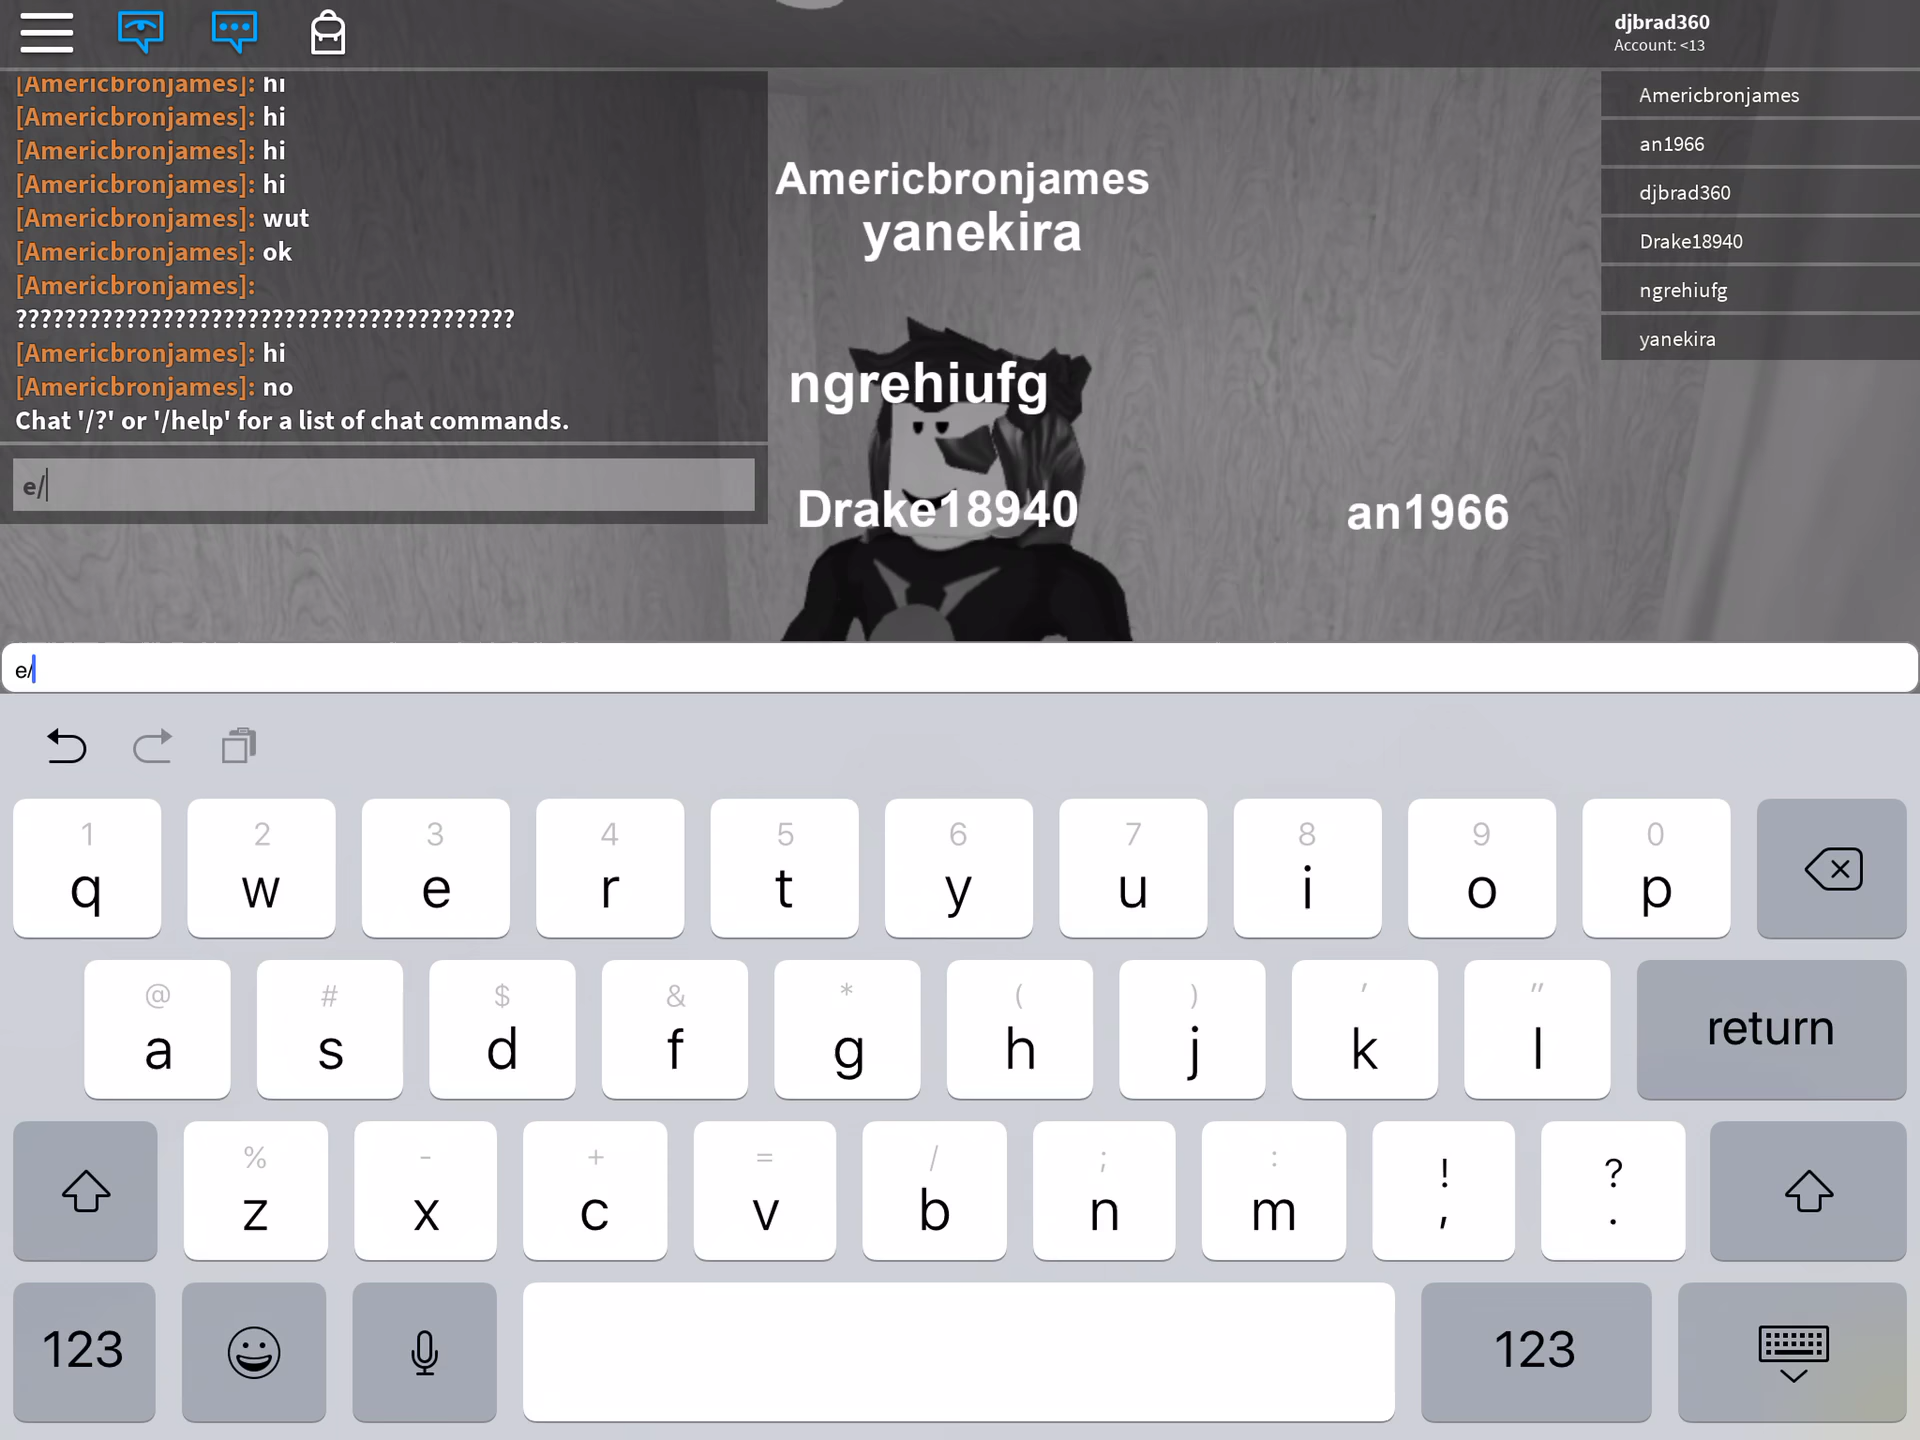 djbrad360
Account: <13
[Americbronjames]: hi
[Americbronjames]: hi
[Americbronjames]: hi
[Americbronjames]: hi
[Americbronjames]: wut
[Americbronjames]: ok
[Americbronjames]:
?????????????????????????????????????????
[Americbronjames]: hi
[Americbronjames]: no
Chat '/?' or '/help' for a list of chat commands.
e/
Americbronjames
yanekira
ngrehiufg
Drake18940
an1966
Americbronjames
an1966
djbrad360
Drake18940
ngrehiufg
yanekira
e/
1 2 3 4 5 6 7 8 9 0
q w e r t y u i o p
@ # $ & * ( ) ' "
a s d f g h j k l return
% - + = / ; : ! ?
z x c v b n m , .
123 123